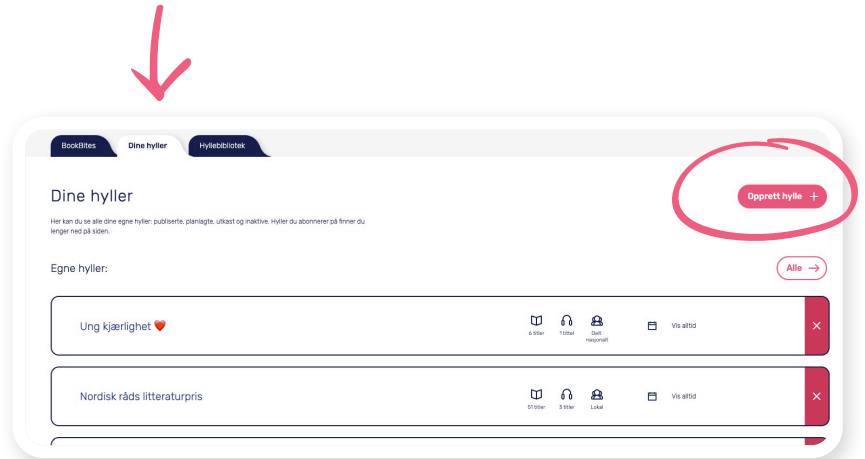 BookBites Dine hyller Hyllebibliotek
Dine hyller
Opprett hylle
Her kan du se alle dine egne hyller: publiserte, planlagte, utkast og inaktive. Hyller du abonnerer på finner du
lenger ned på siden.
Egne hyller:
Alle
Ung kjærlighet
6 titler 1 tittel Delt
nasjonalt
Vis alltid
Nordisk råds litteraturpris
51 titler 3 titler Lokal
Vis alltid